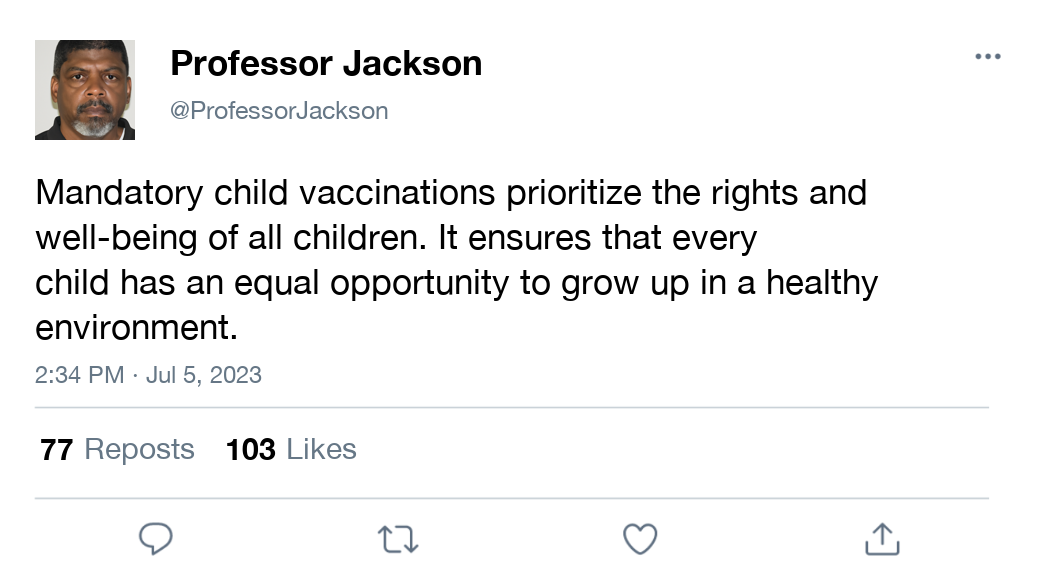 Professor Jackson
@ProfessorJackson
Mandatory child vaccinations prioritize the rights and
well-being of all children. It ensures that every
child has an equal opportunity to grow up in a healthy
environment.
2:34 PM · Jul 5, 2023
77 Reposts 103 Likes